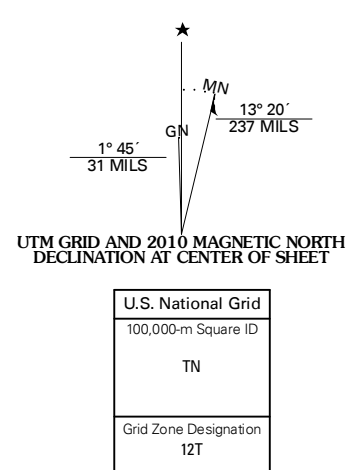 ★
MN
GN
13° 20´
237 MILS
1° 45´
31 MILS
UTM GRID AND 2010 MAGNETIC NORTH
DECLINATION AT CENTER OF SHEET
U.S. National Grid
100,000-m Square ID
TN
Grid Zone Designation
12T